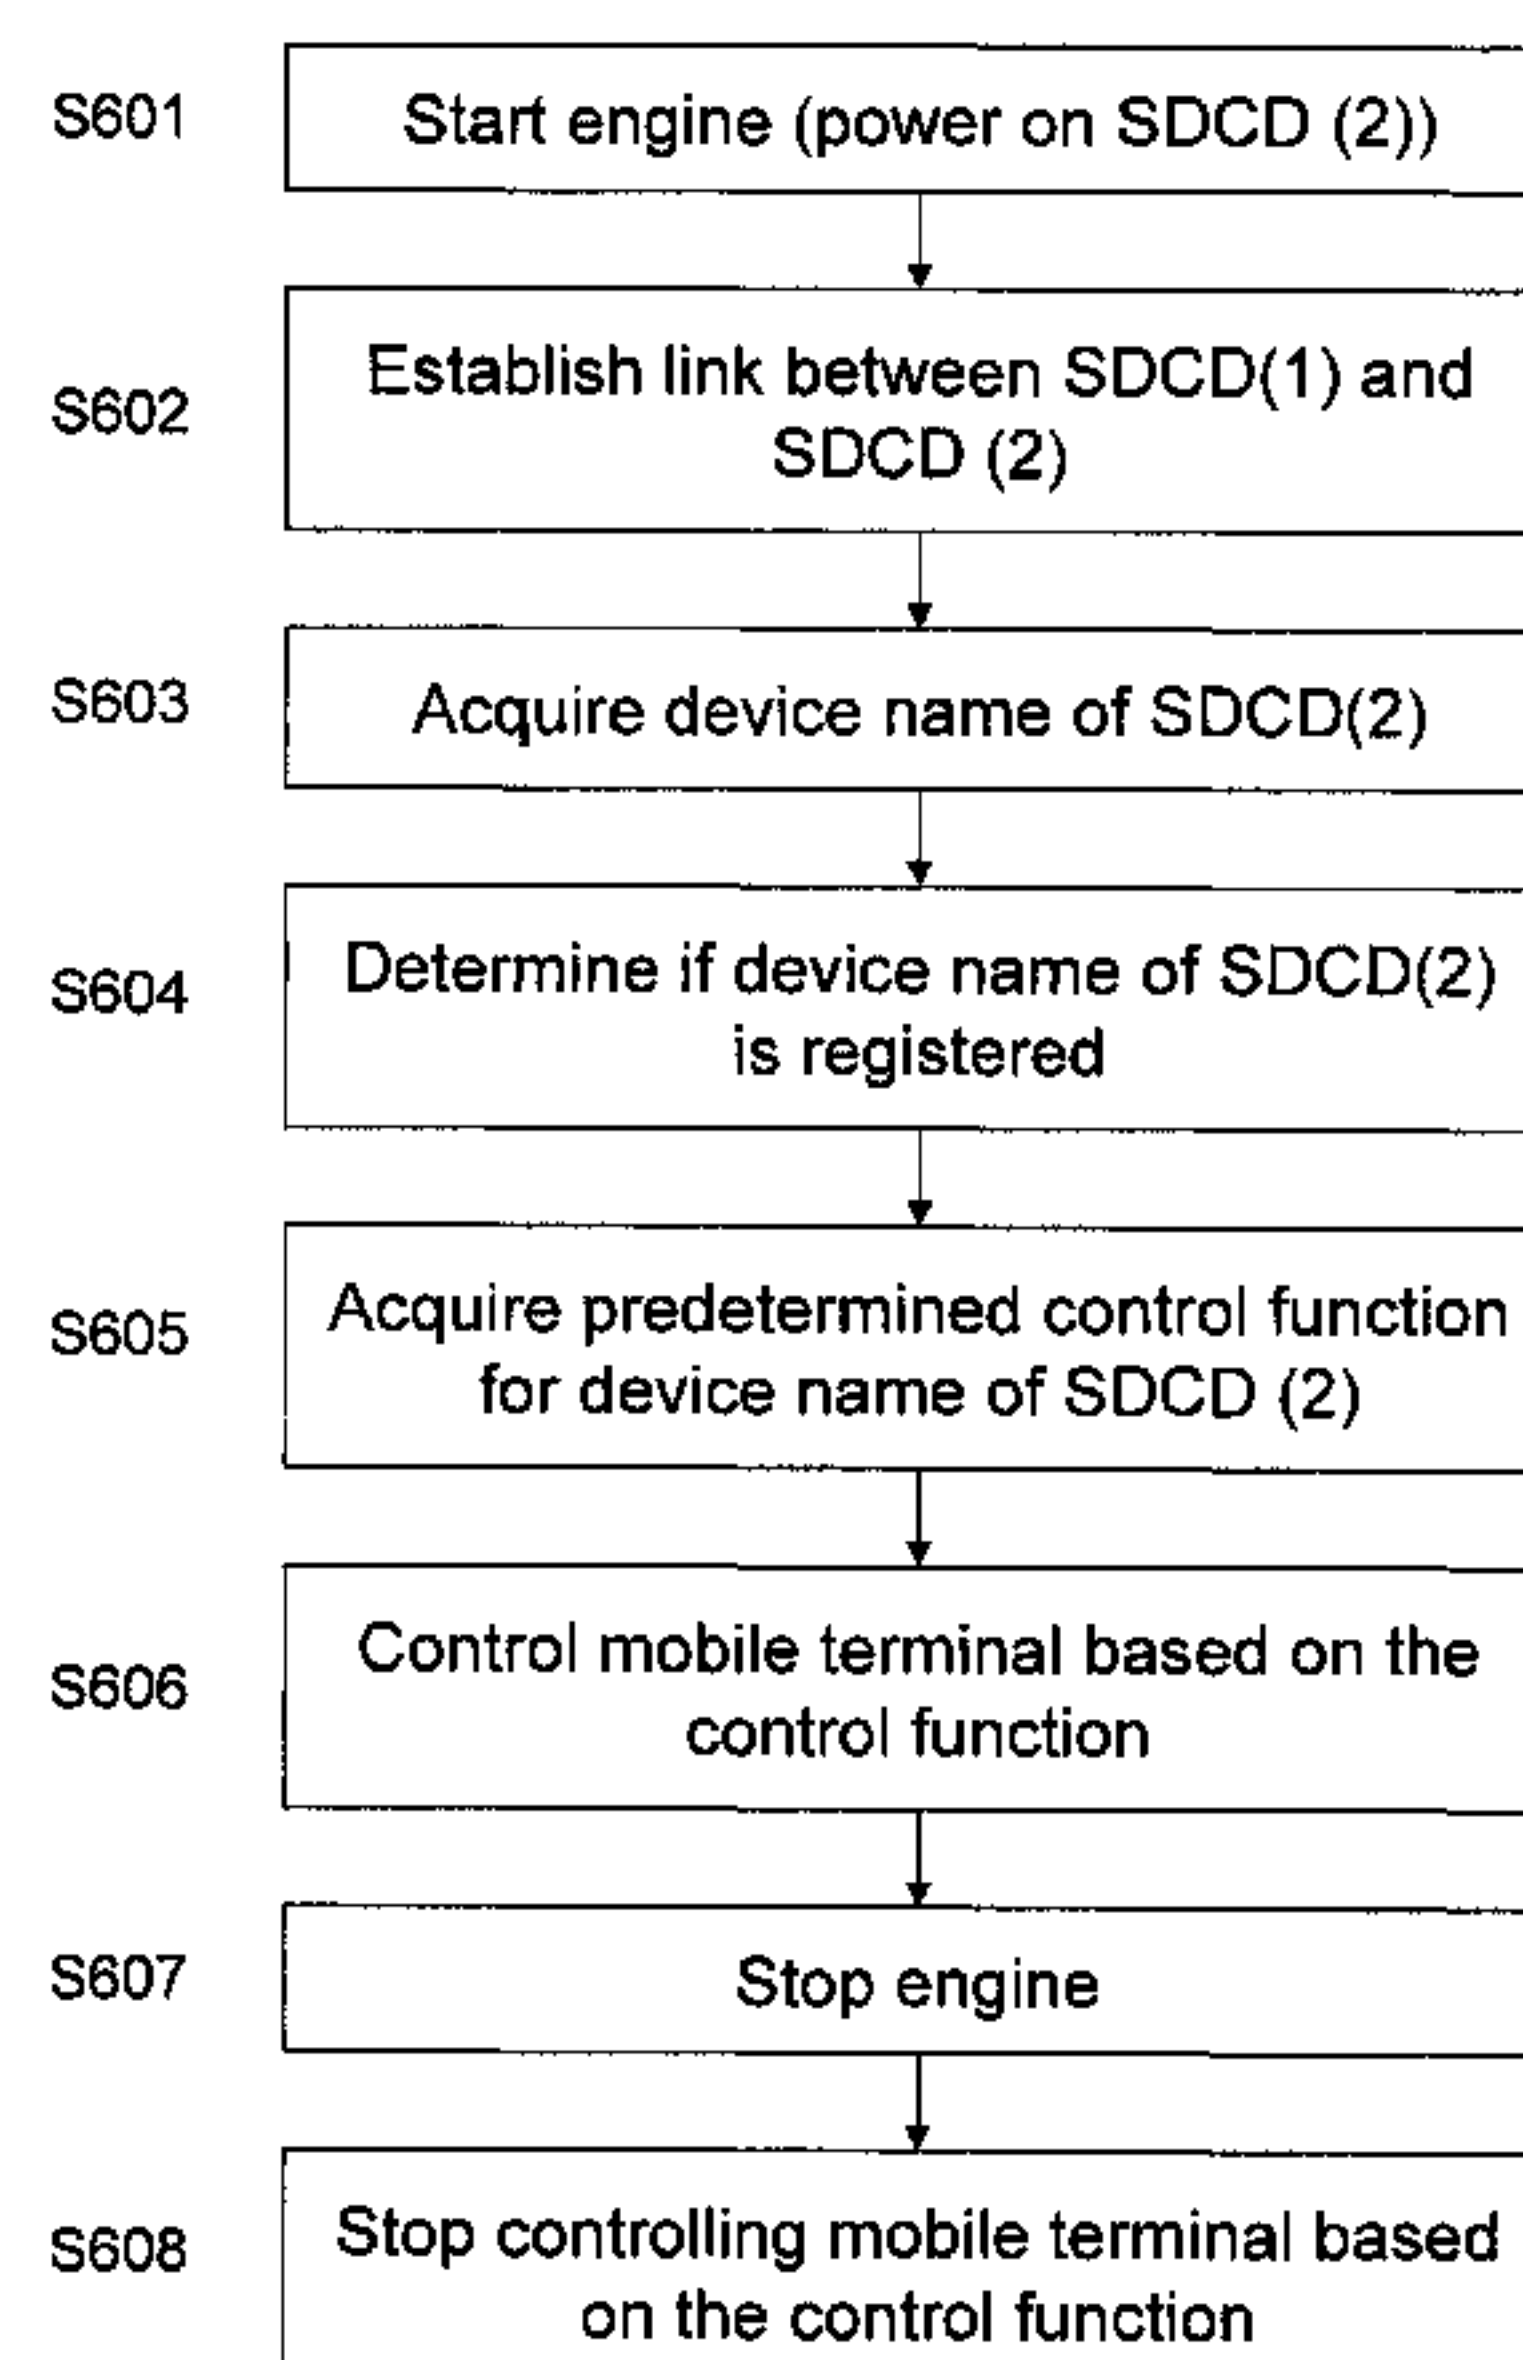 S601
Start engine (power on SDCD (2))
S602
Establish link between SDCD(1) and
SDCD (2)
S603
Acquire device name of SDCD(2)
S604
Determine if device name of SDCD(2)
is registered
S605
Acquire predetermined control function
for device name of SDCD (2)
S606
Control mobile terminal based on the
control function
S607
Stop engine
S608
Stop controlling mobile terminal based
on the control function